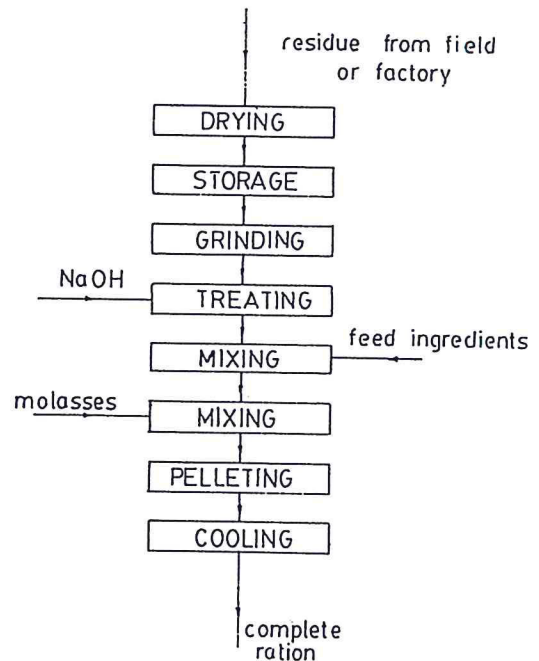 residue from field
or factory
DRYING
STORAGE
GRINDING
NaOH
TREATING
feed ingredients
MIXING
molasses
MIXING
PELLETING
COOLING
complete
ration